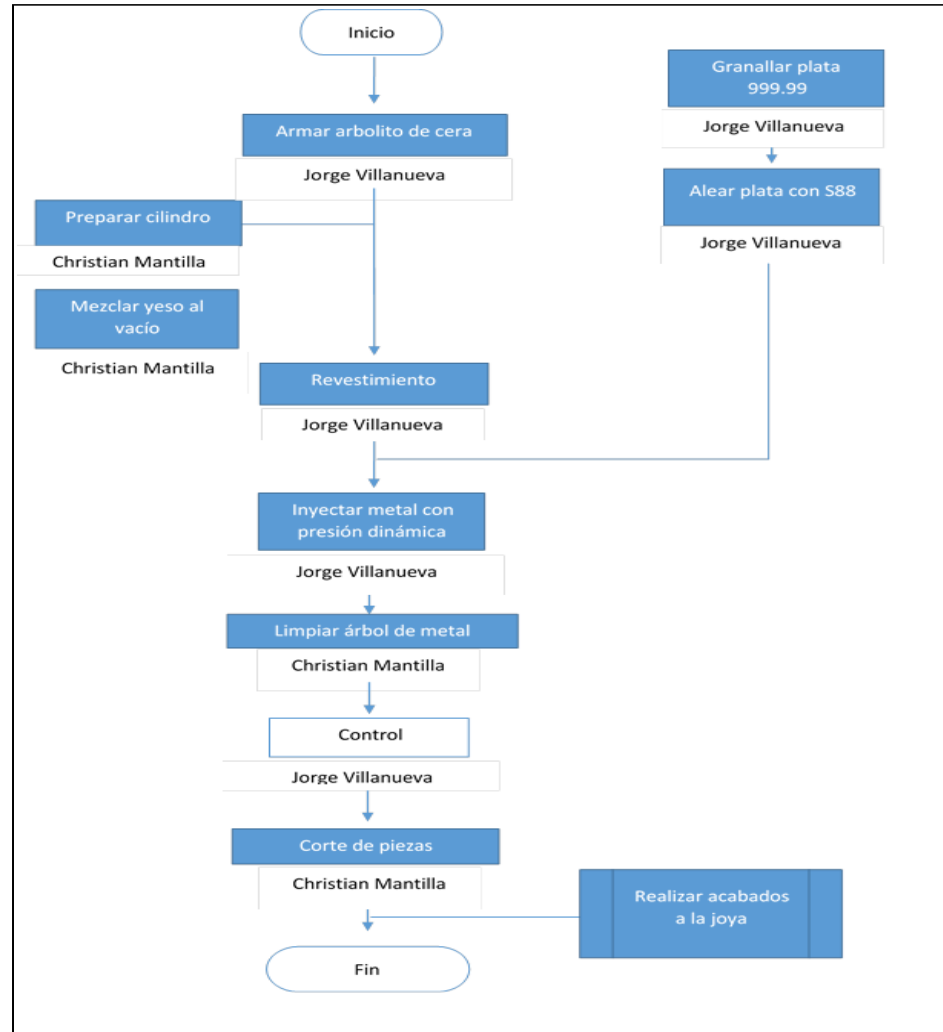 Inicio
Granallar plata
999.99
Jorge Villanueva
Armar arbolito de cera
Jorge Villanueva
Alear plata con S88
Jorge Villanueva
Preparar cilindro
Christian Mantilla
Mezclar yeso al
vacío
Christian Mantilla
Revestimiento
Jorge Villanueva
Inyectar metal con
presión dinámica
Jorge Villanueva
Limpiar árbol de metal
Christian Mantilla
Control
Jorge Villanueva
Corte de piezas
Christian Mantilla
Realizar acabados
a la joya
Fin